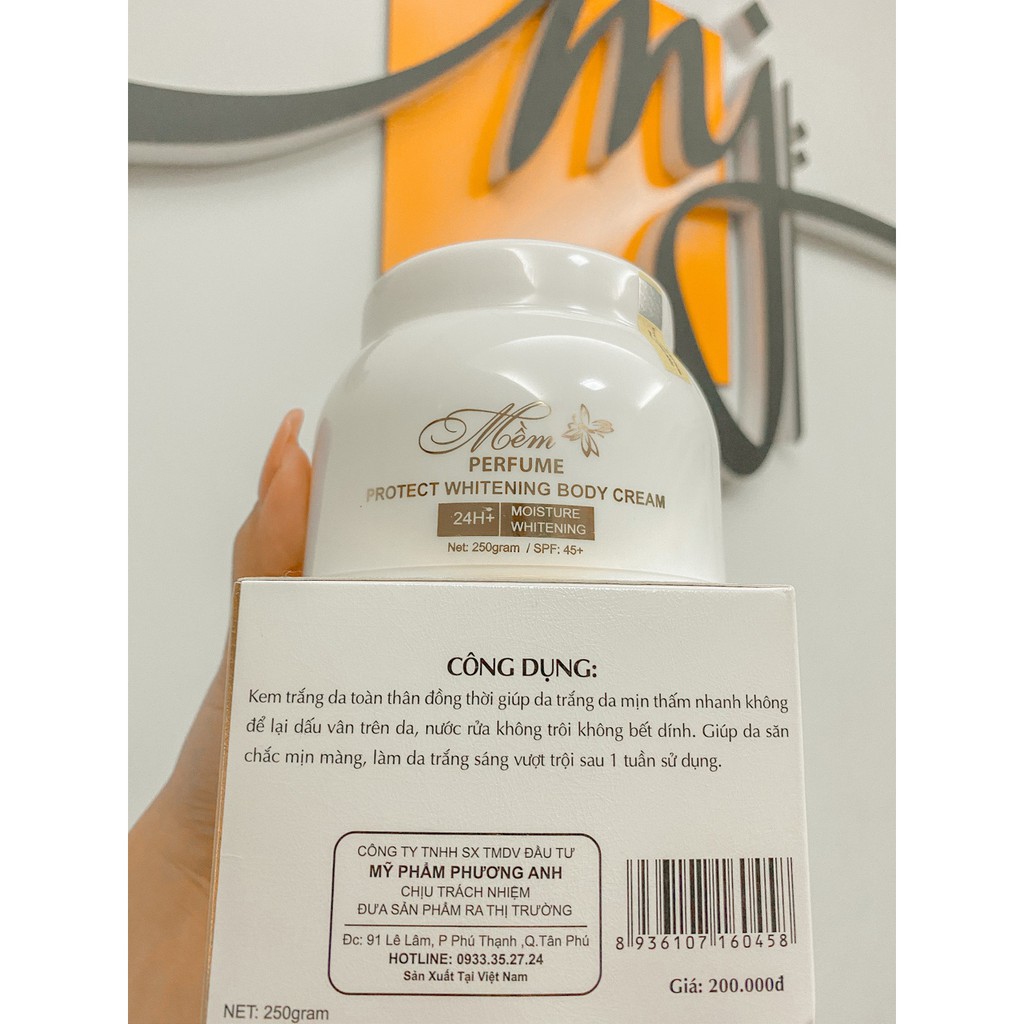 my
Mềm
PERFUME
PROTECT WHITENING BODY CREAM
24H+
MOISTURE
WHITENING
Net: 250gram / SPF: 45+
CÔNG DỤNG:
Kem trắng da toàn thân đồng thời giúp da trắng da mịn thấm nhanh không
để lại dấu vân trên da, nước rửa không trôi không bết dính. Giúp da săn
chắc mịn màng, làm da trắng sáng vượt trội sau 1 tuần sử dụng.
CÔNG TY TNHH SX TMDV ĐẦU TƯ
MỸ PHẨM PHƯƠNG ANH
CHỊU TRÁCH NHIỆM
ĐƯA SẢN PHẨM RA THỊ TRƯỜNG
Đc: 91 Lê Lâm, P Phú Thạnh ,Q.Tân Phú
HOTLINE: 0933.35.27.24
Sản Xuất Tại Việt Nam
8 936107 160458
Giá: 200.000đ
NET: 250gram